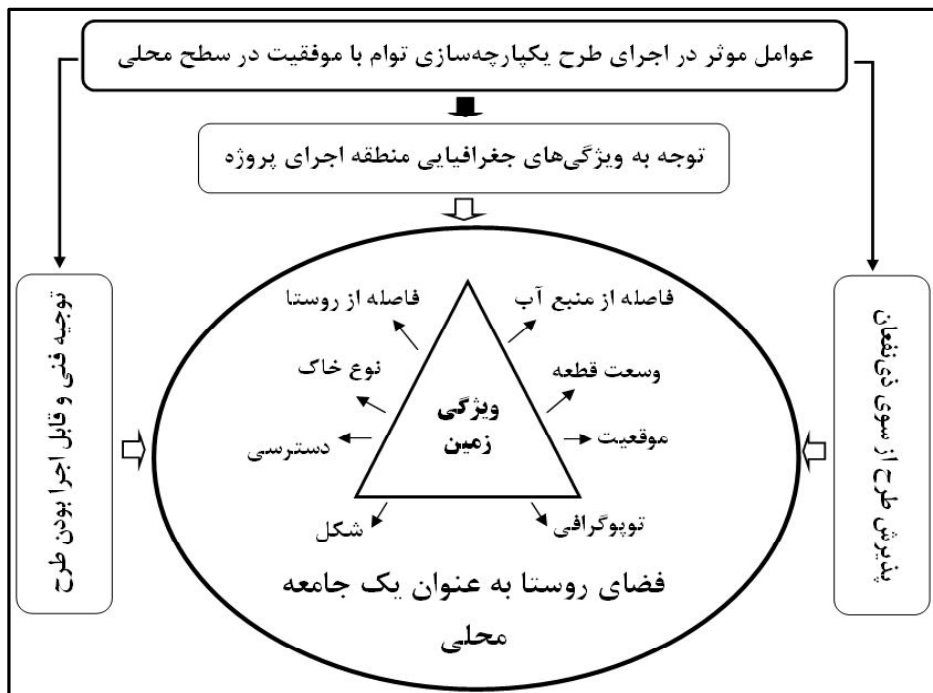 عوامل موثر در اجرای طرح یکپارچه‌سازی توام با موفقیت در سطح محلی
توجه به ویژگی‌های جغرافیایی منطقه اجرای پروژه
پذیرش طرح از سوی ذی‌نفعان
توجیه فنی و قابل اجرا بودن طرح
فاصله از منبع آب
فاصله از روستا
وسعت قطعه
نوع خاک
موقعیت
دسترسی
توپوگرافی
شکل
ویژگی
زمین
فضای روستا به عنوان یک جامعه
محلی